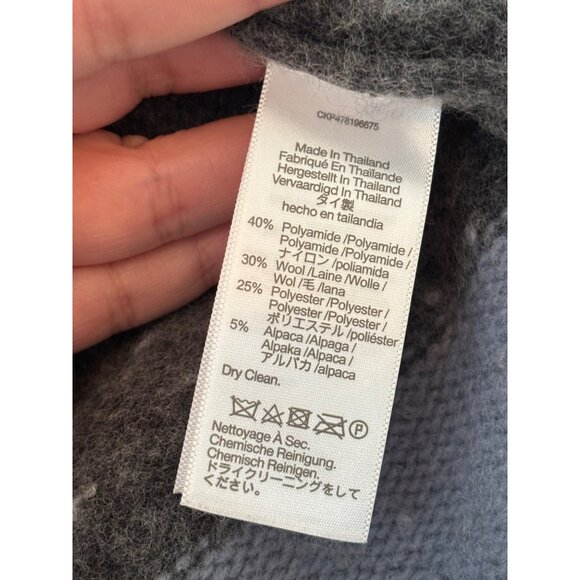 CKP478196675
Made In Thailand
Fabriqué En Thaïlande
Hergestellt In Thailand
Vervaardigd In Thailand
タイ製
hecho en tailandia
40% Polyamide /Polyamide /
Polyamide /Polyamide /
ナイロン /poliamida
30% Wool /Laine /Wolle /
Wol /毛 /lana
25% Polyester /Polyester /
Polyester /Polyester /
ポリエステル /poliéster
5% Alpaca /Alpaga /
Alpaka /Alpaca /
アルパカ /alpaca
Dry Clean.
P
Nettoyage À Sec.
Chemische Reinigung.
Chemisch Reinigen.
ドライクリーニングをして
ください。